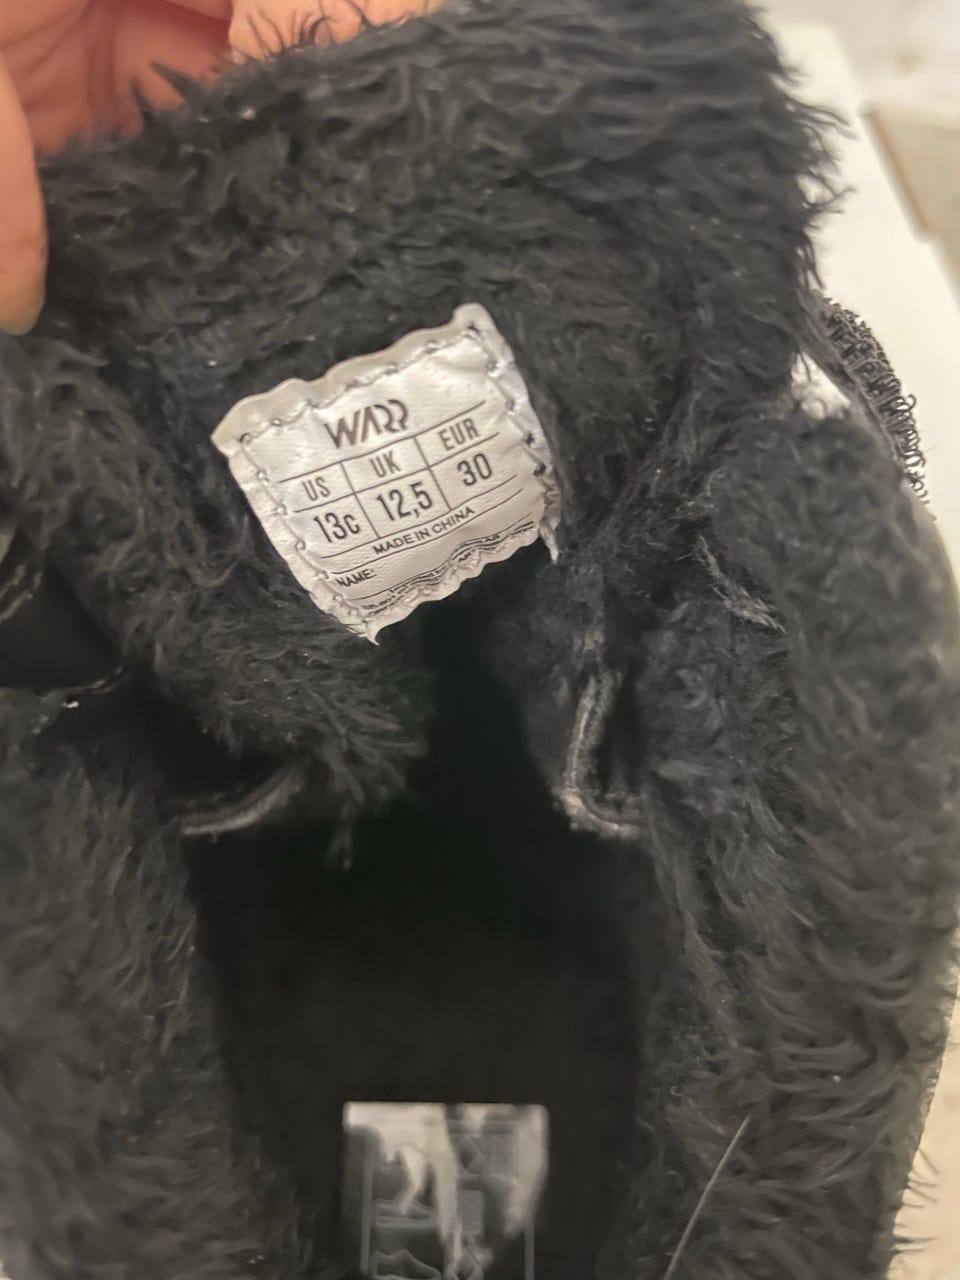 WARP
US UK EUR
13c 12,5 30
MADE IN CHINA
NAME: